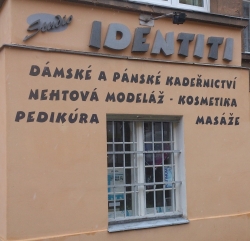 Studio
IDENTITI
DÁMSKÉ A PÁNSKÉ KADEŘNICTVÍ
NEHTOVÁ MODELÁŽ - KOSMETIKA
PEDIKÚRA MASÁŽE